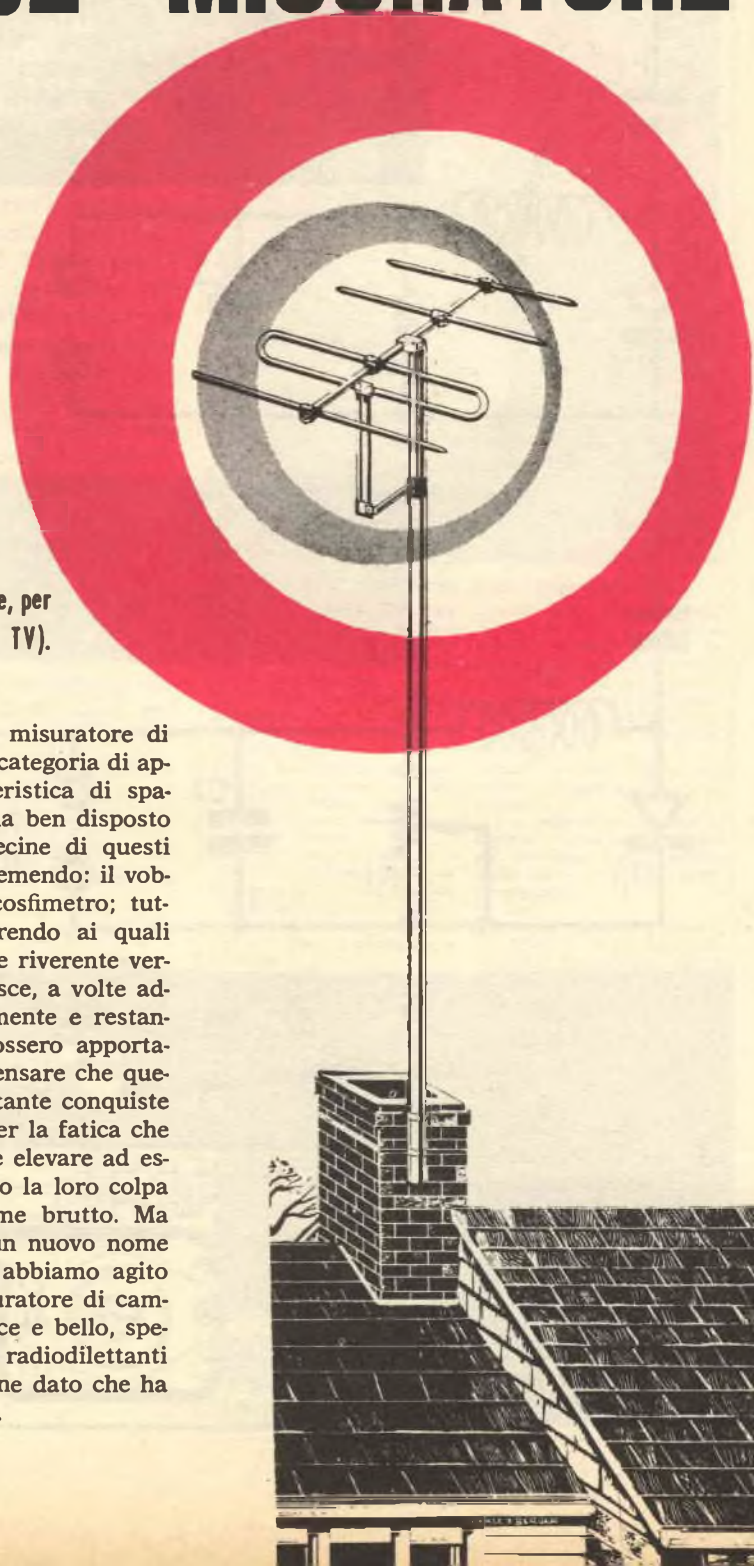 MISURATORE
e, per
TV).
misuratore di
categoria di ap-
eristica di spa-
a ben disposto
ecine di questi
emendo: il vob-
cosfimetro; tut-
rendo ai quali
e riverente ver-
sce, a volte ad-
mente e restan-
ossero apporta-
ensare che que-
tante conquiste
er la fatica che
e elevare ad es-
o la loro colpa
me brutto. Ma
un nuovo nome
abbiamo agito
uratore di cam-
ce e bello, spe-
radiodilettanti
ne dato che ha